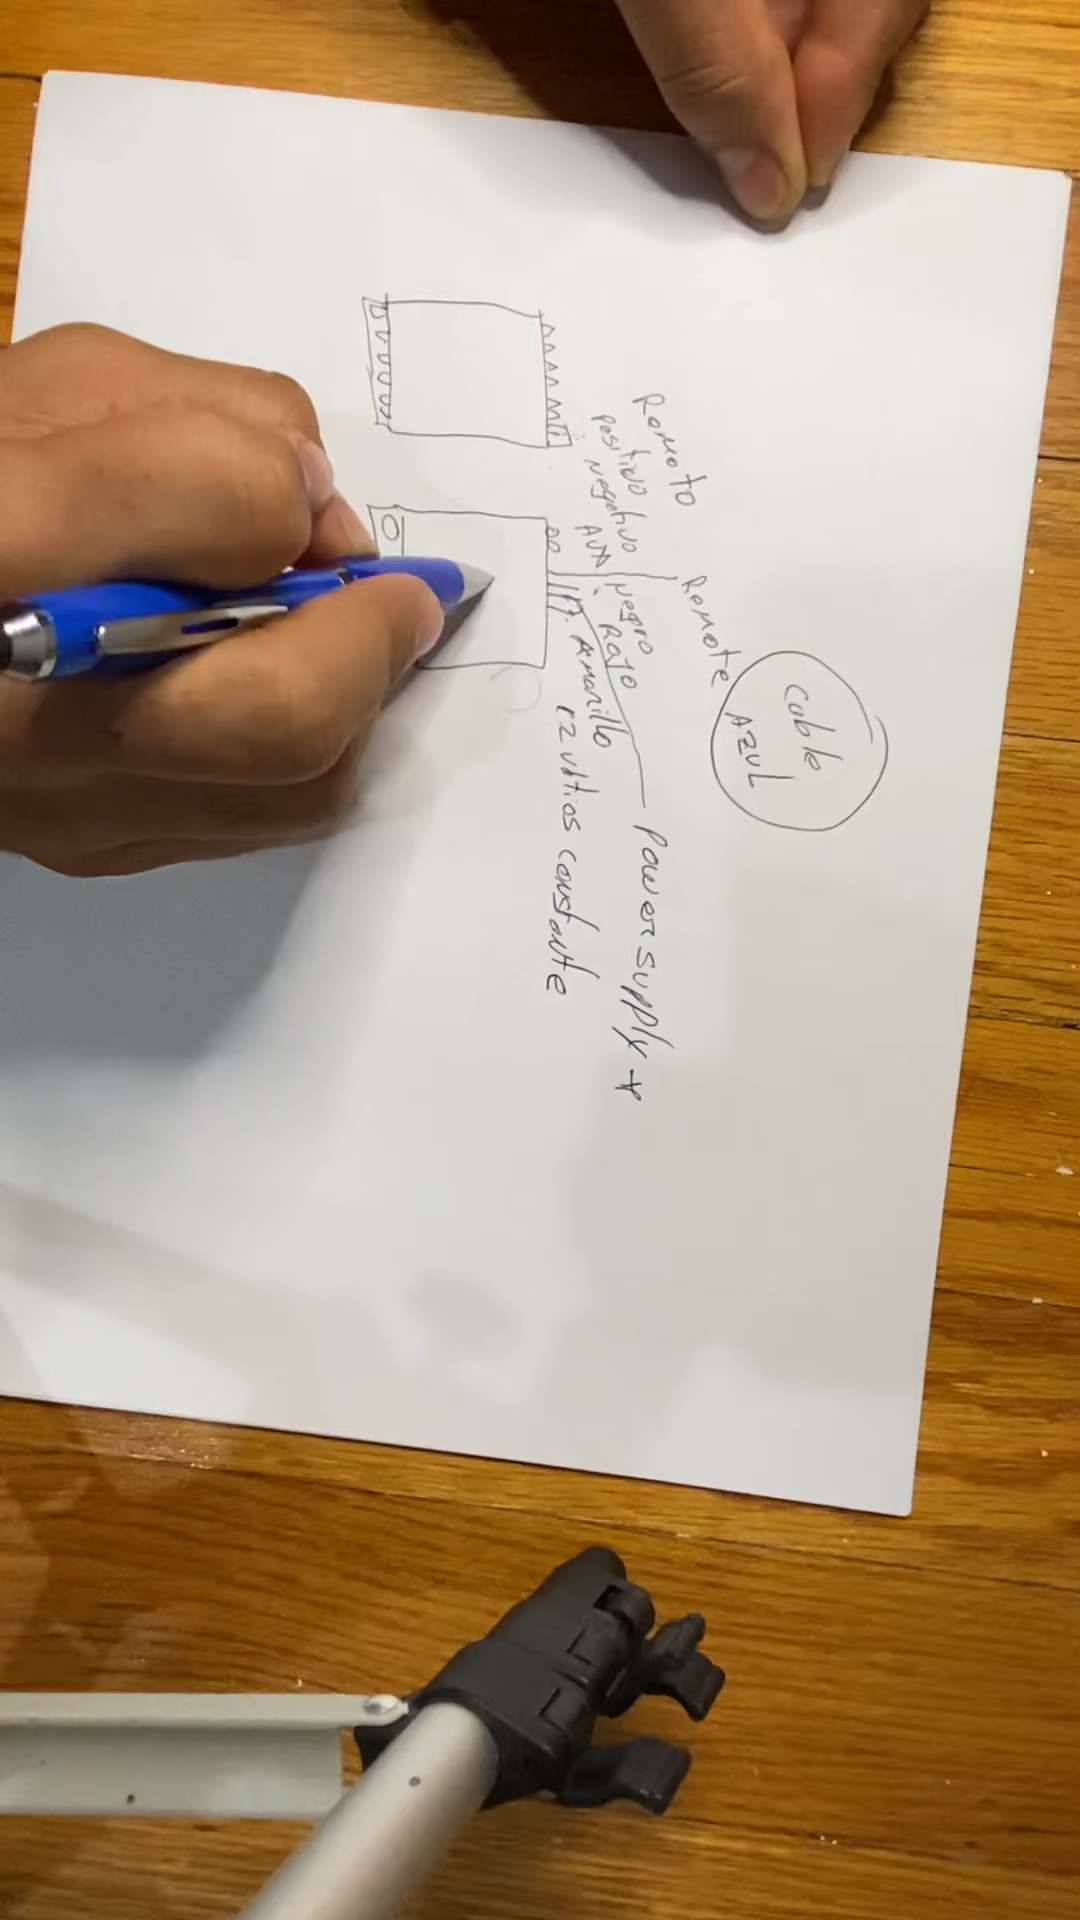 Remoto
positivo
negativo
AUX
Remote
Cable
AZUL
negro
Rojo
Power supply +
Amarillo
12 voltios constante